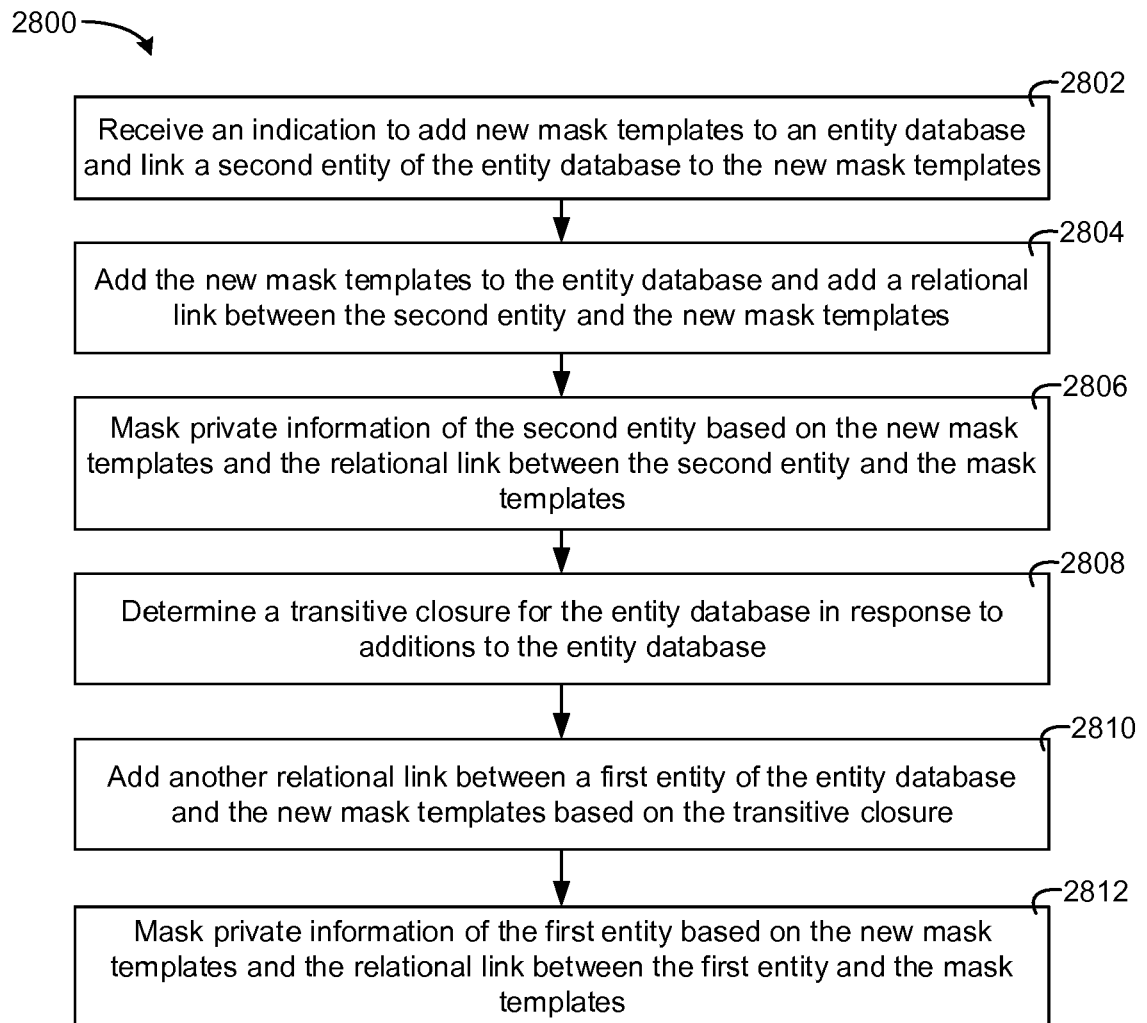 2800
2802
Receive an indication to add new mask templates to an entity database
and link a second entity of the entity database to the new mask templates
2804
Add the new mask templates to the entity database and add a relational
link between the second entity and the new mask templates
2806
Mask private information of the second entity based on the new mask
templates and the relational link between the second entity and the mask
templates
2808
Determine a transitive closure for the entity database in response to
additions to the entity database
2810
Add another relational link between a first entity of the entity database
and the new mask templates based on the transitive closure
2812
Mask private information of the first entity based on the new mask
templates and the relational link between the first entity and the mask
templates